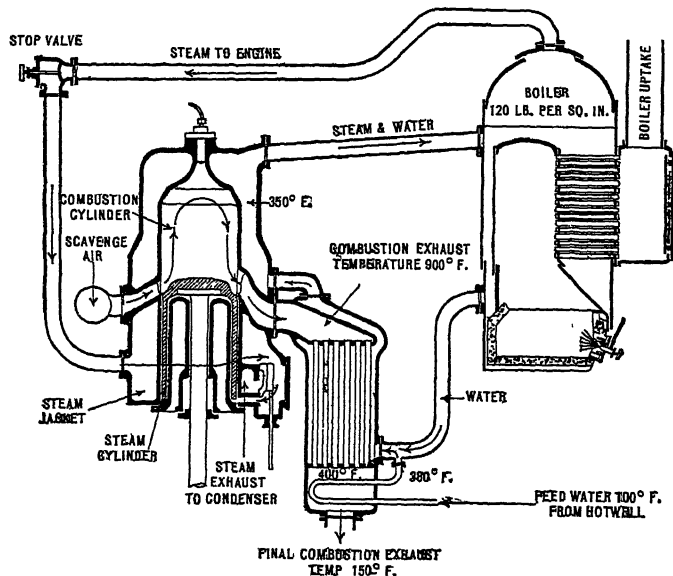 STOP VALVE
STEAM TO ENGINE
BOILER
120 LB. PER SQ. IN.
BOILER UPTAKE
STEAM & WATER
COMBUSTION
CYLINDER
350° F.
SCAVENGE
AIR
COMBUSTION EXHAUST
TEMPERATURE 900° F.
STEAM
JACKET
WATER
STEAM
CYLINDER
STEAM
EXHAUST
TO CONDENSER
400° F.
380° F.
FEED WATER 100° F.
FROM HOTWELL
FINAL COMBUSTION EXHAUST
TEMP 150° F.